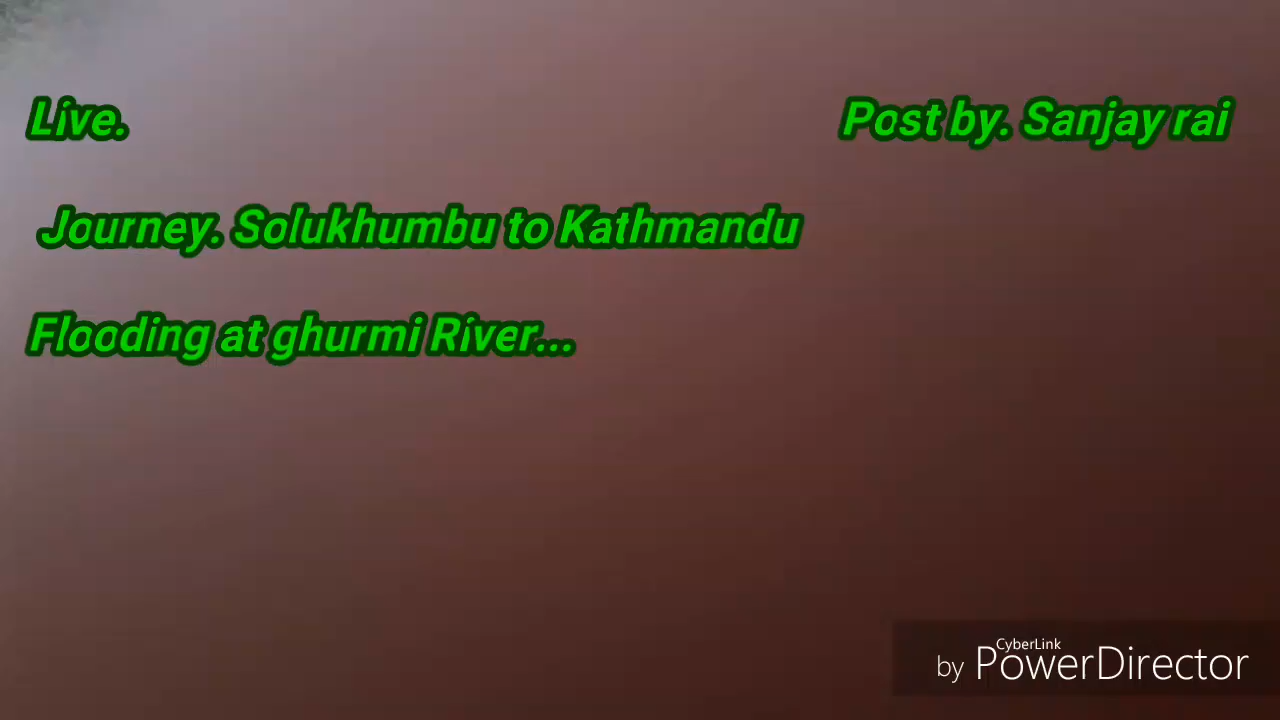 Live.
Post by. Sanjay rai
Journey. Solukhumbu to Kathmandu
Flooding at ghurmi River...
CyberLink
by PowerDirector